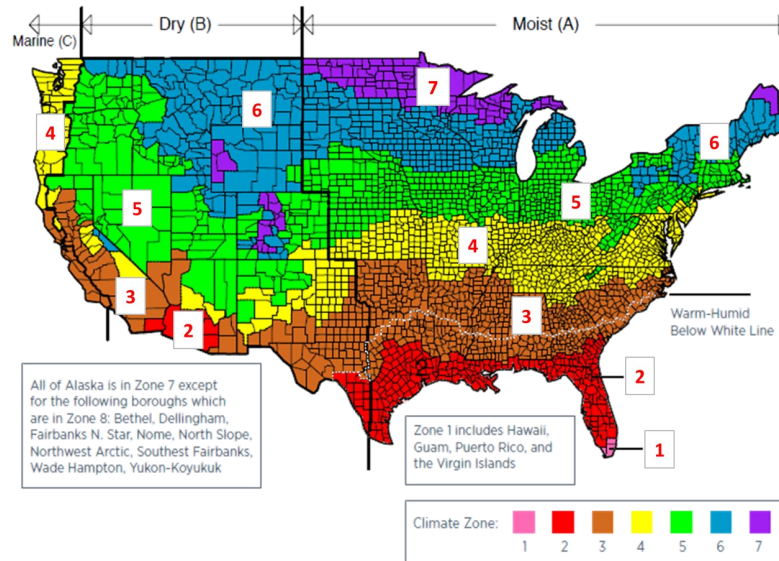 Marine (C)
Dry (B)
Moist (A)
7
6
4
6
5
5
4
3
3
2
Warm-Humid
Below White Line
2
2
1
All of Alaska is in Zone 7 except
for the following boroughs which
are in Zone 8: Bethel, Dellingham,
Fairbanks N. Star, Nome, North Slope,
Northwest Arctic, Southest Fairbanks,
Wade Hampton, Yukon-Koyukuk
Zone 1 includes Hawaii,
Guam, Puerto Rico, and
the Virgin Islands
Climate Zone:
1 2 3 4 5 6 7